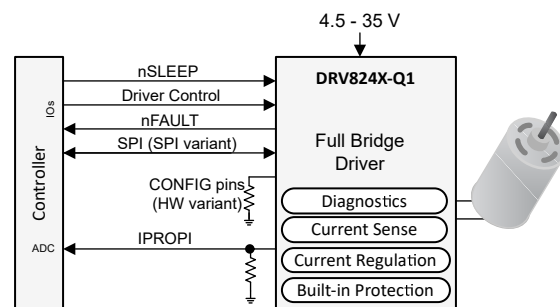 4.5 - 35 V
DRV824X-Q1
nSLEEP
Driver Control
nFAULT
SPI (SPI variant)
CONFIG pins
(HW variant)
IPROPI
Controller
IOs
ADC
Full Bridge
Driver
Diagnostics
Current Sense
Current Regulation
Built-in Protection